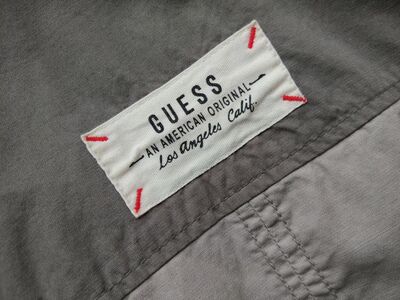 GUESS
AN AMERICAN ORIGINAL
Los Angeles Calif.